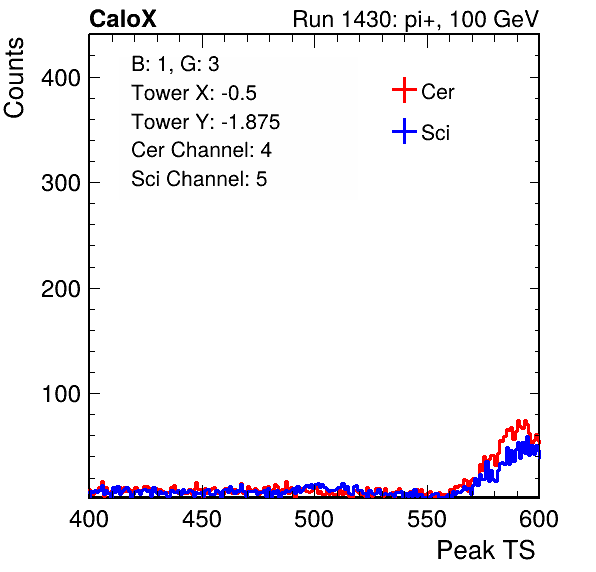 CaloX Run 1430: pi+, 100 GeV
Counts
B: 1, G: 3
Tower X: -0.5
Tower Y: -1.875
Cer Channel: 4
Sci Channel: 5
Cer
Sci
400
300
200
100
400 450 500 550 600
Peak TS